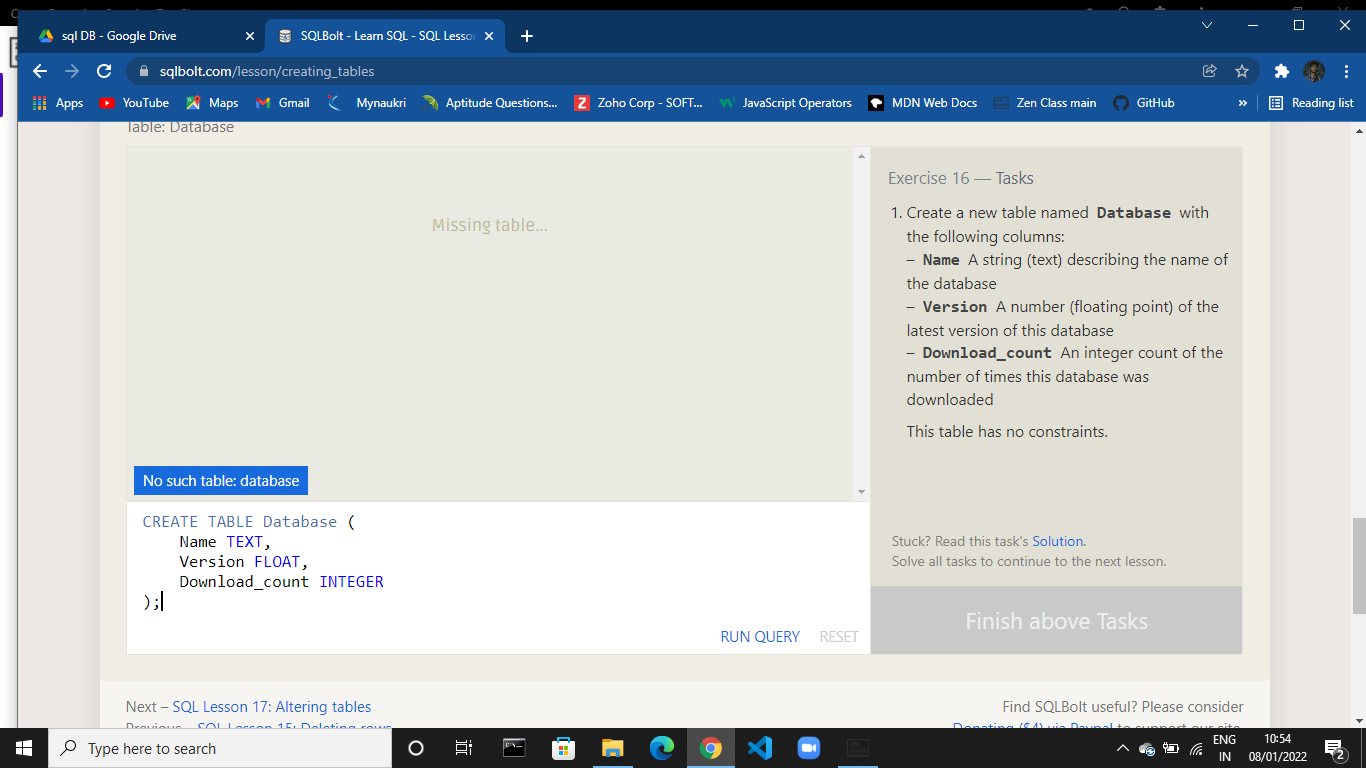 sql DB - Google Drive
SQLBolt - Learn SQL - SQL Lesson
sqlbolt.com/lesson/creating_tables
Apps YouTube Maps Gmail Mynaukri Aptitude Questions... Zoho Corp - SOFT... JavaScript Operators MDN Web Docs Zen Class main GitHub » Reading list
Table: Database
Missing table...
No such table: database
CREATE TABLE Database (
Name TEXT,
Version FLOAT,
Download_count INTEGER
);
RUN QUERY RESET
Exercise 16 — Tasks
1. Create a new table named Database with
the following columns:
– Name A string (text) describing the name of
the database
– Version A number (floating point) of the
latest version of this database
– Download_count An integer count of the
number of times this database was
downloaded
This table has no constraints.
Stuck? Read this task's Solution.
Solve all tasks to continue to the next lesson.
Finish above Tasks
Next – SQL Lesson 17: Altering tables
Previous – SQL Lesson 15: Deleting rows
Find SQLBolt useful? Please consider
Donating ($4) via Paypal to support our site.
Type here to search
ENG
IN
10:54
08/01/2022
2